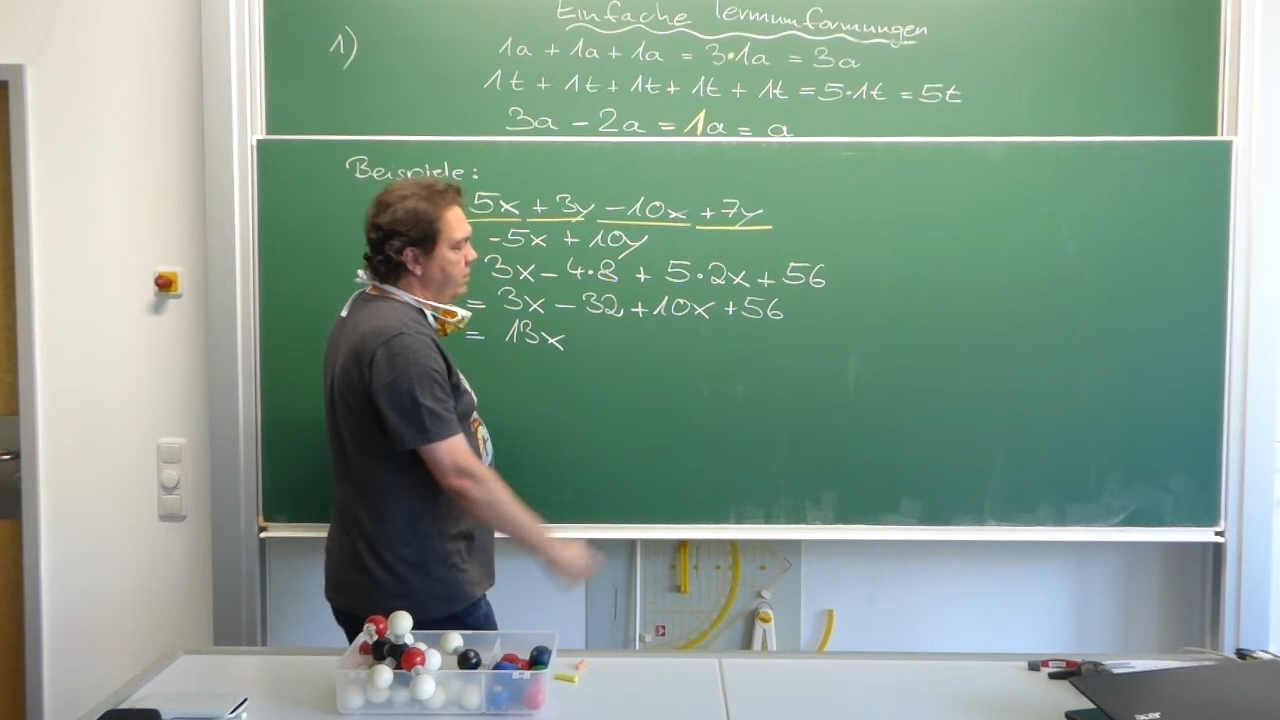 Einfache Termumformungen
1)
1a + 1a + 1a = 3·1a = 3a
1t + 1t + 1t + 1t + 1t = 5·1t = 5t
3a - 2a = 1a = a
Beispiele:
5x + 3y - 10x + 7y
-5x + 10y
3x - 4·8 + 5·2x + 56
= 3x - 32 + 10x + 56
= 13x
acer